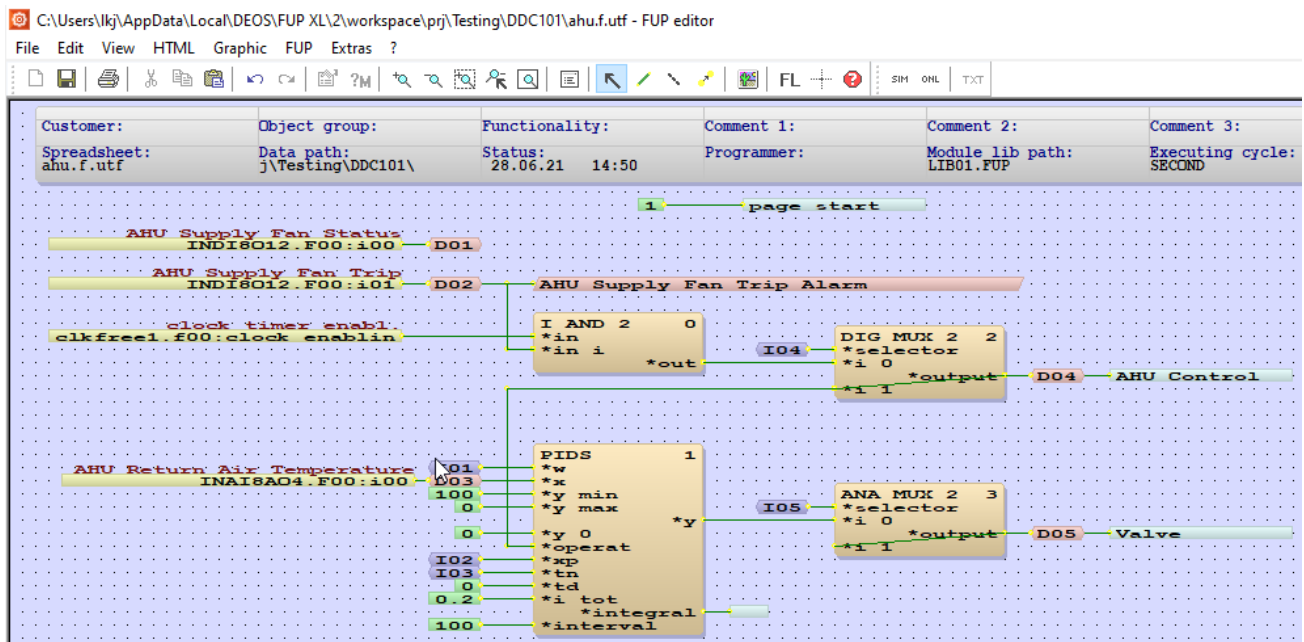 C:\Users\lkj\AppData\Local\DEOS\FUP XL\2\workspace\prj\Testing\DDC101\ahu.f.utf - FUP editor
File Edit View HTML Graphic FUP Extras ?
?M FL SIM ONL TXT
Customer: Object group: Functionality: Comment 1: Comment 2: Comment 3:
Spreadsheet: Data path: Status: Programmer: Module lib path: Executing cycle:
ahu.f.utf j\Testing\DDC101\ 28.06.21 14:50 LIB01.FUP SECOND
1 page start
AHU Supply Fan Status
INDI8O12.F00:i00 D01
AHU Supply Fan Trip
INDI8O12.F00:i01 D02 AHU Supply Fan Trip Alarm
clock timer enabl.
clkfree1.f00:clock enablin
I AND 2 0
*in
*in i
*out
I04
DIG MUX 2 2
*selector
*i 0
*output D04 AHU Control
*i 1
AHU Return Air Temperature
INAI8AO4.F00:i00 D03
PIDS 1
*w
*x
100 *y min
0 *y max
*y
0 *y 0
*operat
I02 *xp
I03 *tn
0 *td
0.2 *i tot
*integral
100 *interval
I05
ANA MUX 2 3
*selector
*i 0
*output D05 Valve
*i 1